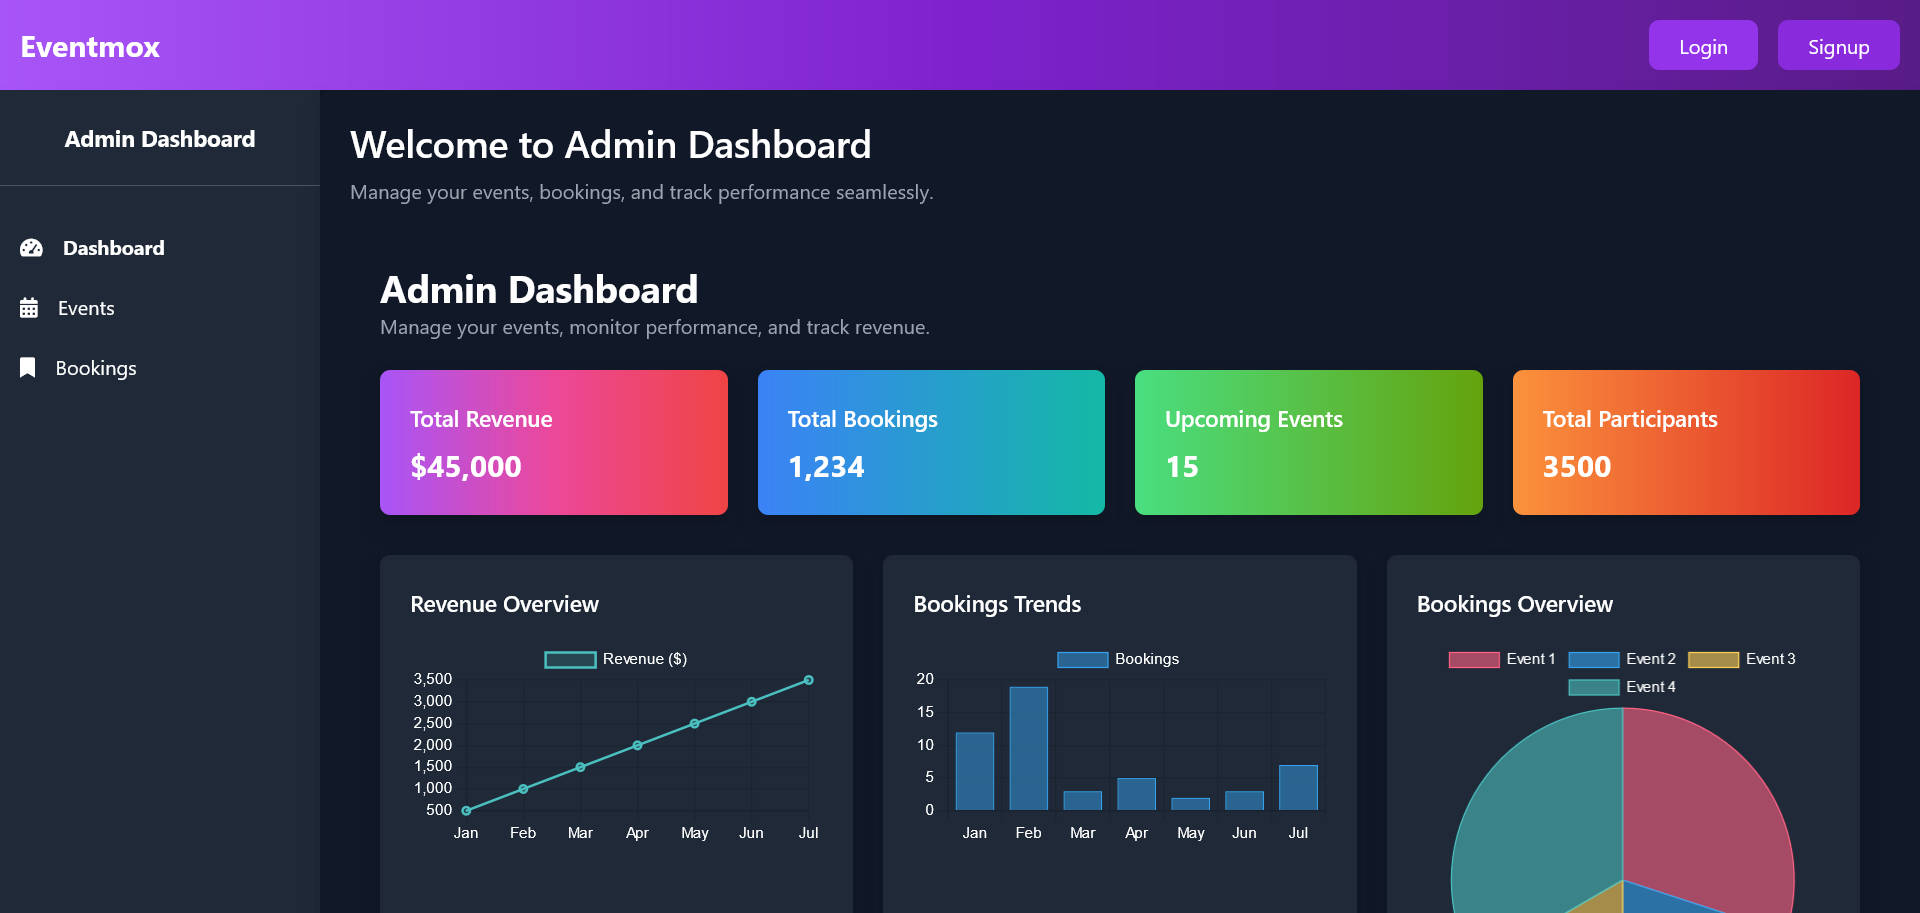 Eventmox
Login
Signup
Admin Dashboard
Dashboard
Events
Bookings
Welcome to Admin Dashboard
Manage your events, bookings, and track performance seamlessly.
Admin Dashboard
Manage your events, monitor performance, and track revenue.
Total Revenue
$45,000
Total Bookings
1,234
Upcoming Events
15
Total Participants
3500
Revenue Overview
Revenue ($)
3,500
3,000
2,500
2,000
1,500
1,000
500
Jan Feb Mar Apr May Jun Jul
Bookings Trends
Bookings
20
15
10
5
0
Jan Feb Mar Apr May Jun Jul
Bookings Overview
Event 1 Event 2 Event 3
Event 4